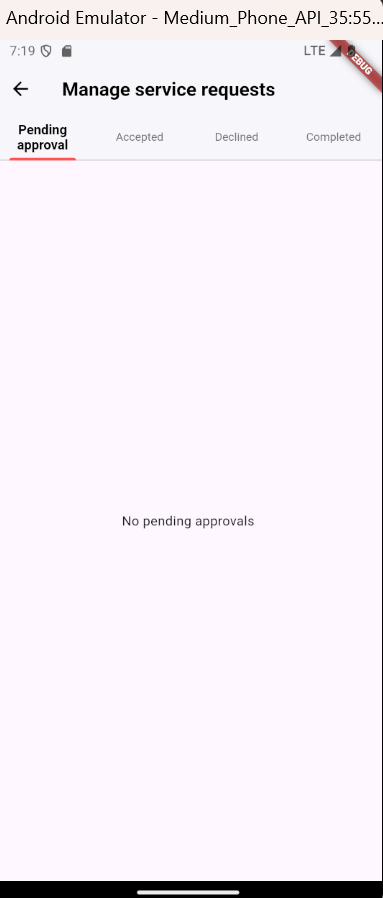 Android Emulator - Medium_Phone_API_35:55...
7:19 LTE
DEBUG
Manage service requests
Pending approval Accepted Declined Completed
No pending approvals